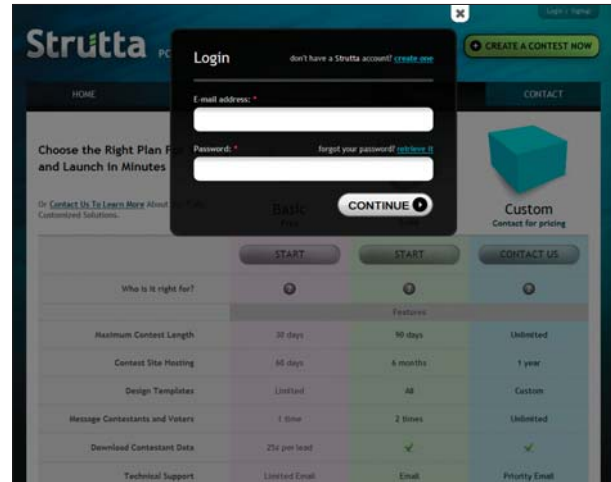 Login | Signup
Strutta
CREATE A CONTEST NOW
Login
don't have a Strutta account? create one
HOME
CONTACT
E-mail address: *
Choose the Right Plan
and Launch in Minutes
Password: *
forgot your password? retrieve it
Or Contact Us To Learn More About
Customized Solutions.
CONTINUE
Basic
Free
Custom
Contact for pricing
START
START
CONTACT US
Who is it right for?
Features
Maximum Contest Length
30 days
90 days
Unlimited
Contest Site Hosting
60 days
6 months
1 year
Design Templates
Limited
All
Custom
Message Contestants and Voters
1 time
2 times
Unlimited
Download Contestant Data
25¢ per lead
Technical Support
Limited Email
Email
Priority Email